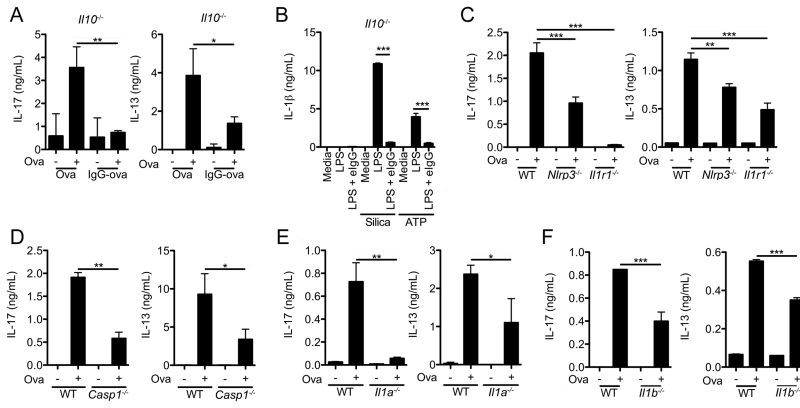 A
Il10-/-
IL-17 (ng/mL)
5
4
3
2
1
0
**
Ova - + - +
Ova IgG-ova
IL-13 (ng/mL)
6
4
2
0
*
- + - +
Ova IgG-ova
B
Il10-/-
IL-1β (ng/mL)
15
10
5
0
***
***
Media
LPS
LPS + eIgG
Media
LPS
LPS + eIgG
Media
LPS
LPS + eIgG
Silica ATP
C
IL-17 (ng/mL)
2.5
2.0
1.5
1.0
0.5
0.0
***
***
Ova - + - + - +
WT Nlrp3-/- Il1r1-/-
IL-13 (ng/mL)
1.5
1.0
0.5
0.0
***
**
- + - + - +
WT Nlrp3-/- Il1r1-/-
D
IL-17 (ng/mL)
2.0
1.5
1.0
0.5
0.0
**
Ova - + - +
WT Casp1-/-
IL-13 (ng/mL)
15
10
5
0
*
- + - +
WT Casp1-/-
E
IL-17 (ng/mL)
1.0
0.8
0.6
0.4
0.2
0.0
**
Ova - + - +
WT Il1a-/-
IL-13 (ng/mL)
3
2
1
0
*
- + - +
WT Il1a-/-
F
IL-17 (ng/mL)
1.0
0.8
0.6
0.4
0.2
0.0
***
Ova - + - +
WT Il1b-/-
IL-13 (ng/mL)
0.6
0.4
0.2
0.0
***
- + - +
WT Il1b-/-